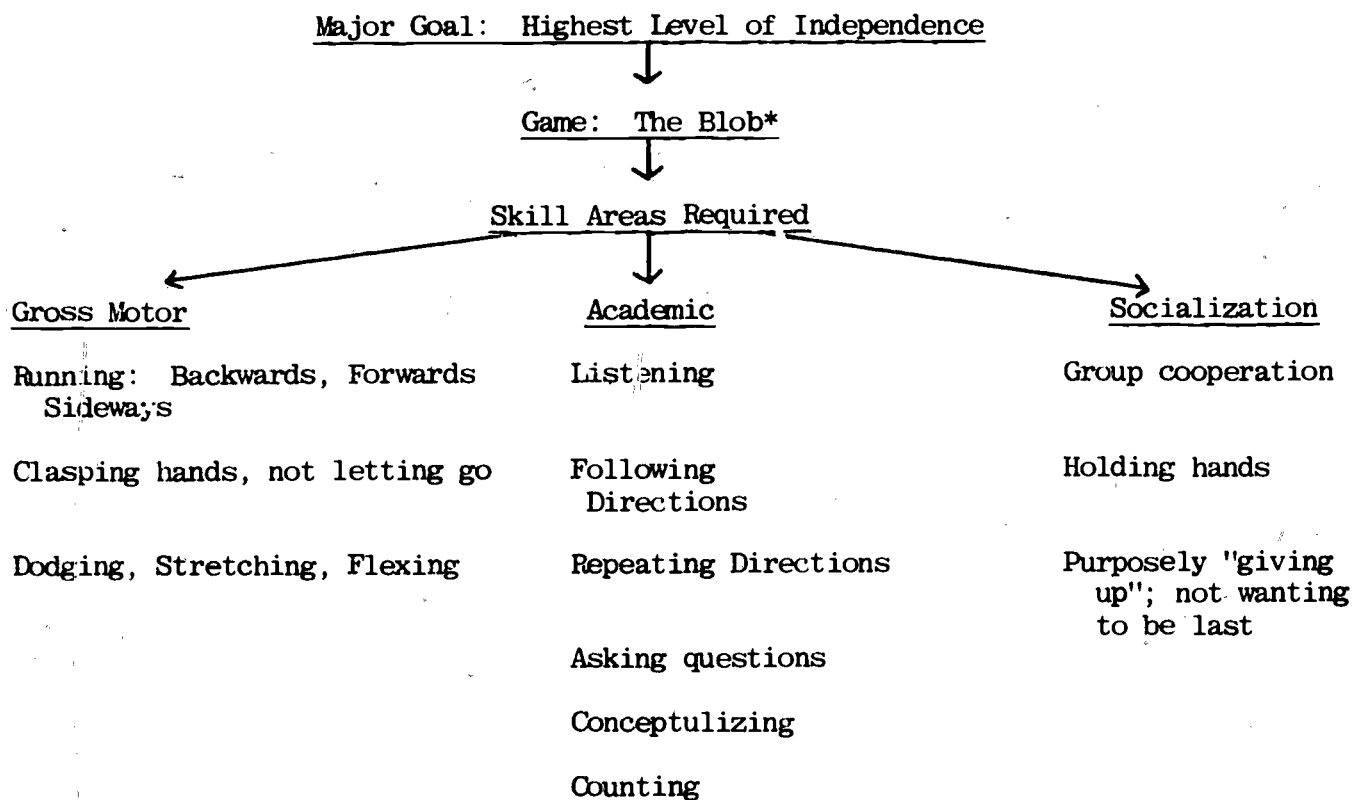 Major Goal: Highest Level of Independence
Game: The Blob*
Skill Areas Required
Gross Motor
Running: Backwards, Forwards
Sideways
Clasping hands, not letting go
Dodging, Stretching, Flexing
Academic
Listening
Following
Directions
Repeating Directions
Asking questions
Conceptulizing
Counting
Socialization
Group cooperation
Holding hands
Purposely "giving
up"; not wanting
to be last